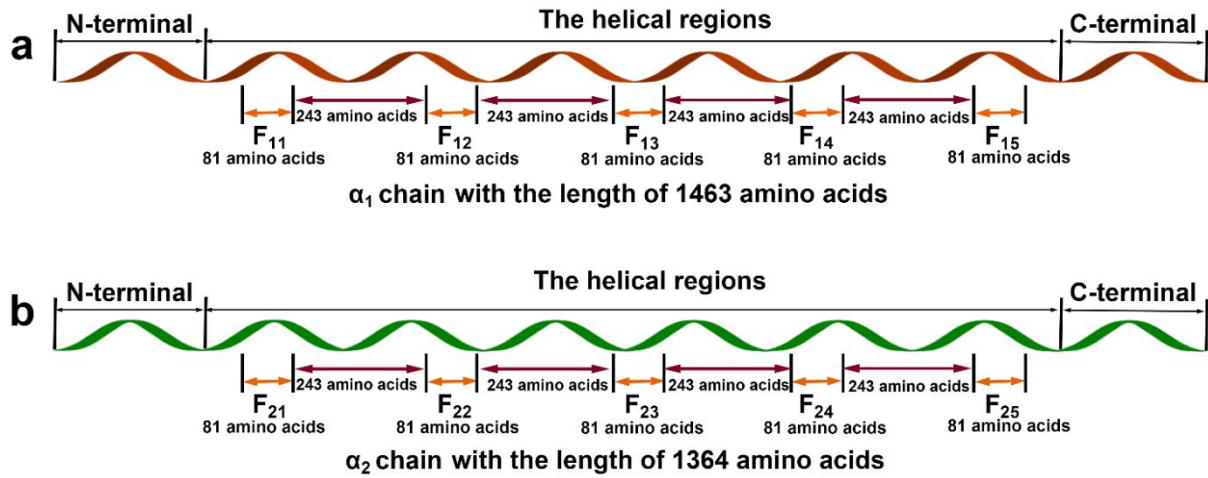 N-terminal The helical regions C-terminal
a
243 amino acids 243 amino acids 243 amino acids 243 amino acids
F11 F12 F13 F14 F15
81 amino acids 81 amino acids 81 amino acids 81 amino acids 81 amino acids
α1 chain with the length of 1463 amino acids
N-terminal The helical regions C-terminal
b
243 amino acids 243 amino acids 243 amino acids 243 amino acids
F21 F22 F23 F24 F25
81 amino acids 81 amino acids 81 amino acids 81 amino acids 81 amino acids
α2 chain with the length of 1364 amino acids